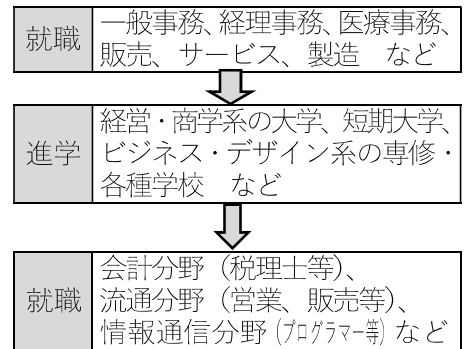 就職
一般事務、経理事務、医療事務、
販売、サービス、製造　など
進学
経営・商学系の大学、短期大学、
ビジネス・デザイン系の専修・
各種学校　など
就職
会計分野（税理士等）、
流通分野（営業、販売等）、
情報通信分野(ﾌﾟﾛｸﾞﾗﾏｰ等)など